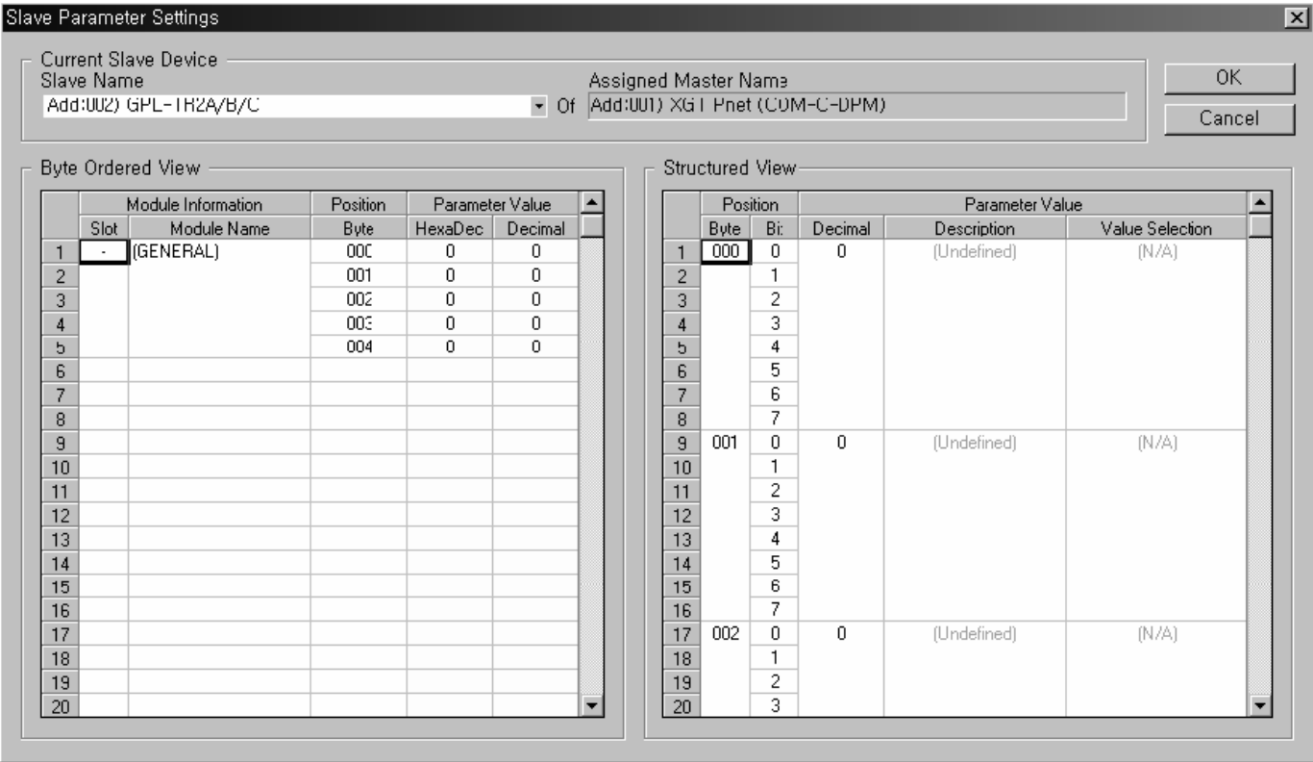 Slave Parameter Settings
Current Slave Device
Slave Name
Assigned Master Name
Add:002) GPL-TR2A/B/C Of Add:001) XGT Pnet (COM-C-DPM)
OK
Cancel
Byte Ordered View
Module Information Position Parameter Value
Slot Module Name Byte HexaDec Decimal
1 - (GENERAL) 000 0 0
2 001 0 0
3 002 0 0
4 003 0 0
5 004 0 0
6
7
8
9
10
11
12
13
14
15
16
17
18
19
20
Structured View
Position Parameter Value
Byte Bit Decimal Description Value Selection
1 000 0 0 (Undefined) (N/A)
2 1
3 2
4 3
5 4
6 5
7 6
8 7
9 001 0 0 (Undefined) (N/A)
10 1
11 2
12 3
13 4
14 5
15 6
16 7
17 002 0 0 (Undefined) (N/A)
18 1
19 2
20 3